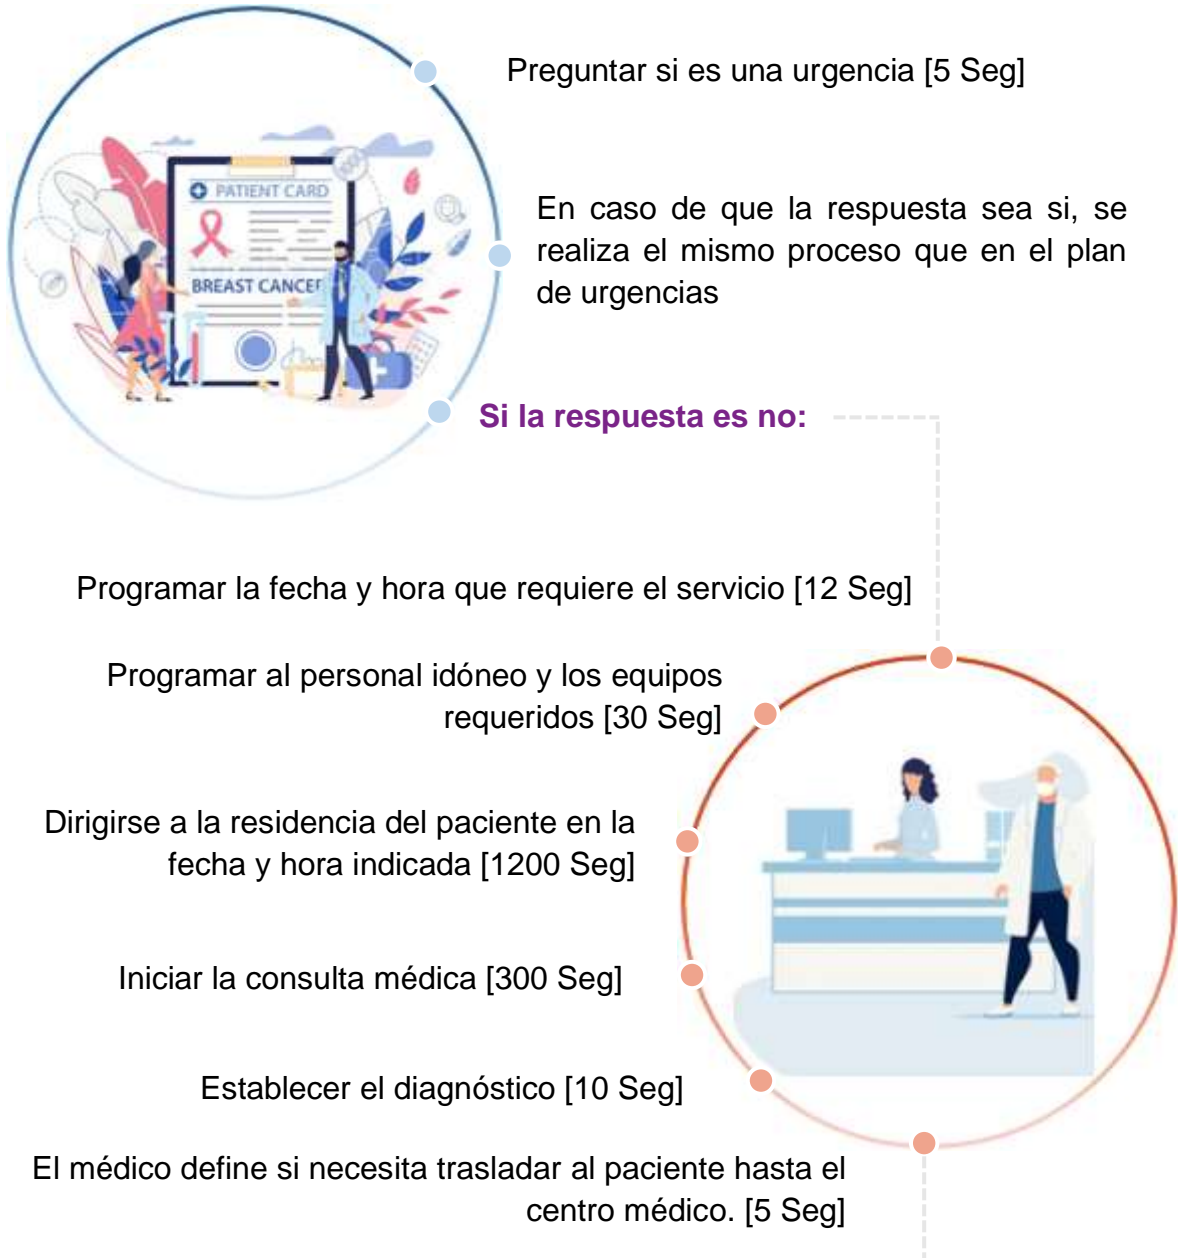 Preguntar si es una urgencia [5 Seg]
PATIENT CARD
BREAST CANCER
En caso de que la respuesta sea si, se
realiza el mismo proceso que en el plan
de urgencias
Si la respuesta es no:
Programar la fecha y hora que requiere el servicio [12 Seg]
Programar al personal idóneo y los equipos
requeridos [30 Seg]
Dirigirse a la residencia del paciente en la
fecha y hora indicada [1200 Seg]
Iniciar la consulta médica [300 Seg]
Establecer el diagnóstico [10 Seg]
El médico define si necesita trasladar al paciente hasta el
centro médico. [5 Seg]